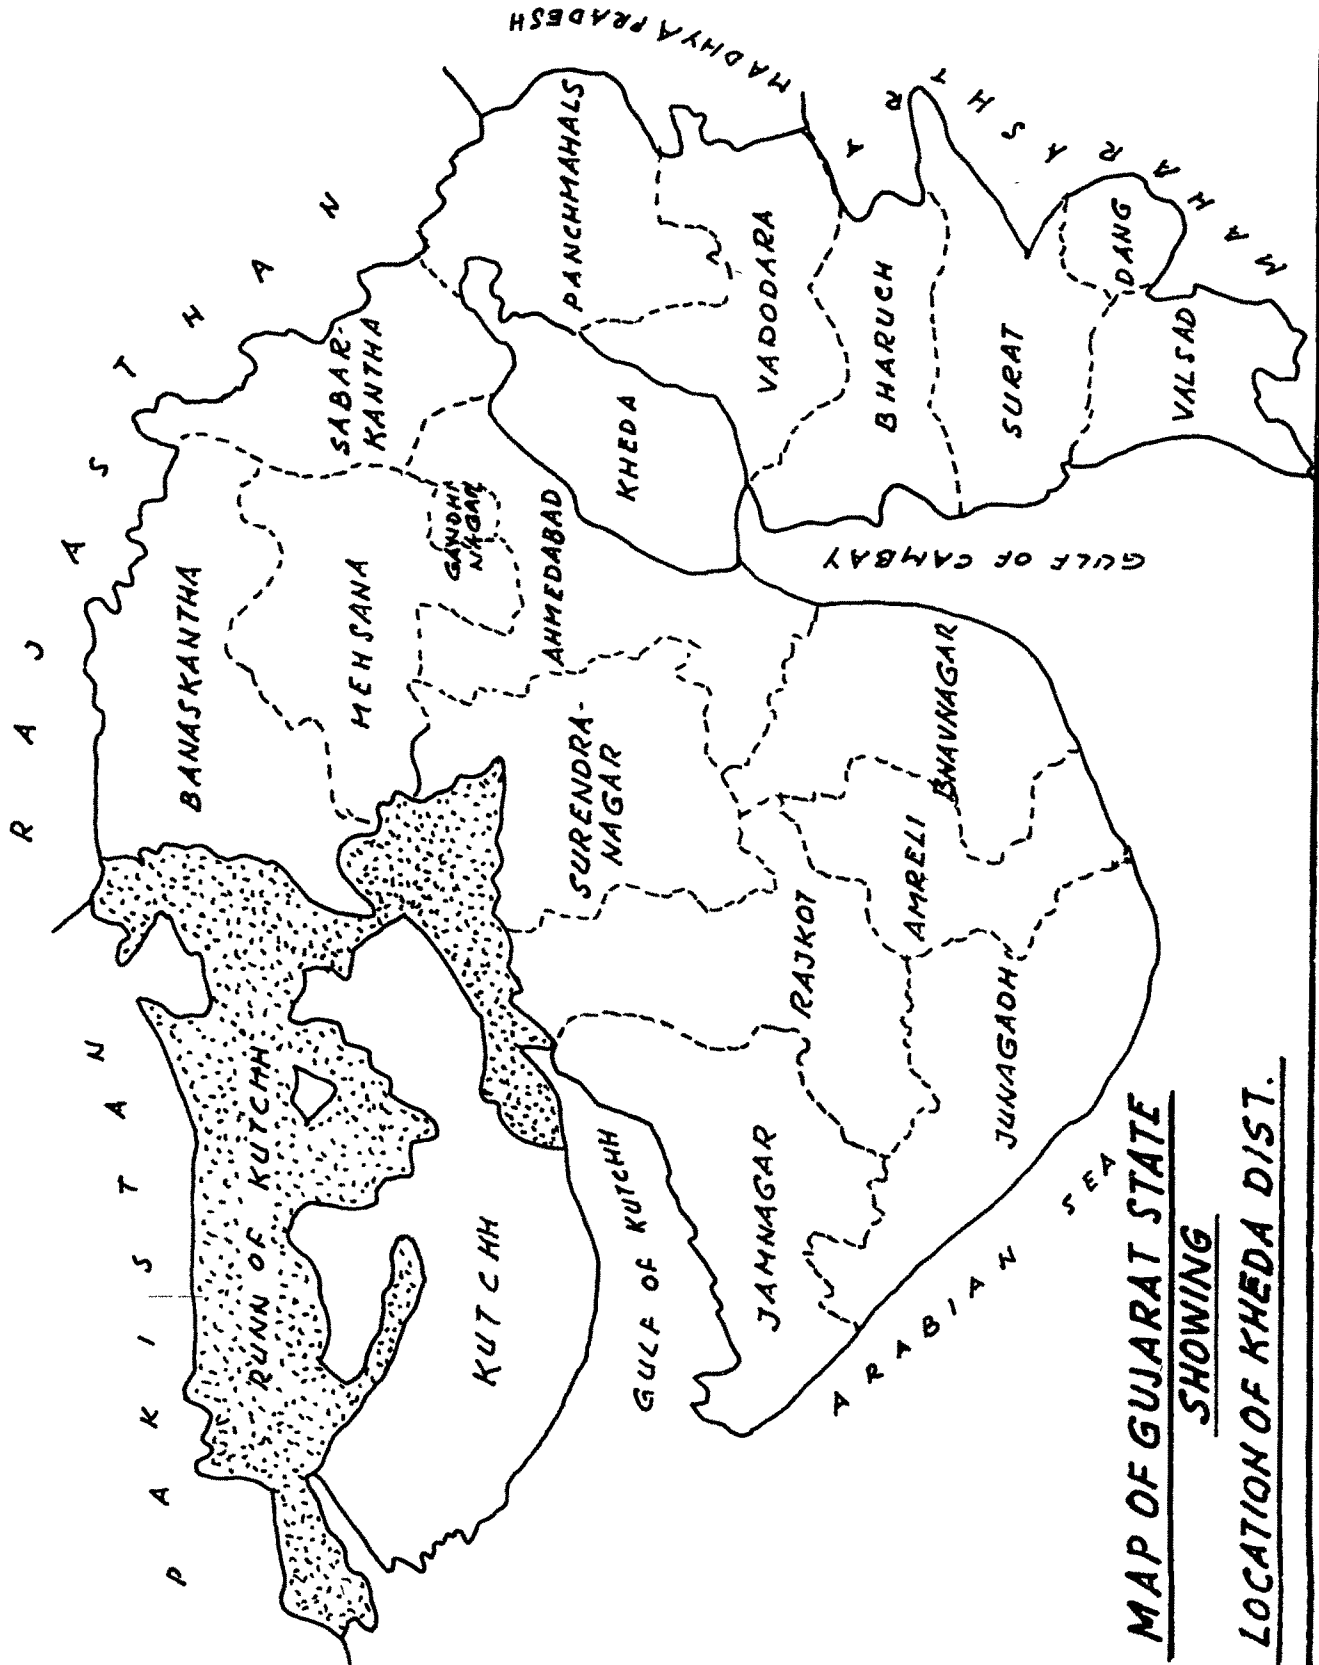 RAJASTHAN
PAKISTAN
MADHYA PRADESH
MAHARASHTRA
BANASKANTHA
SABAR-
KANTHA
MEHSANA
GANDHI
NAGAR
AHMEDABAD
KHEDA
PANCHMAHALS
VADODARA
BHARUCH
SURAT
DANG
VALSAD
RUNN OF KUTCHH
KUTCHH
GULF OF KUTCHH
SURENDRA-
NAGAR
RAJKOT
JAMNAGAR
AMRELI
BHAVNAGAR
JUNAGADH
GULF OF CAMBAY
ARABIAN SEA
MAP OF GUJARAT STATE
SHOWING
LOCATION OF KHEDA DIST.